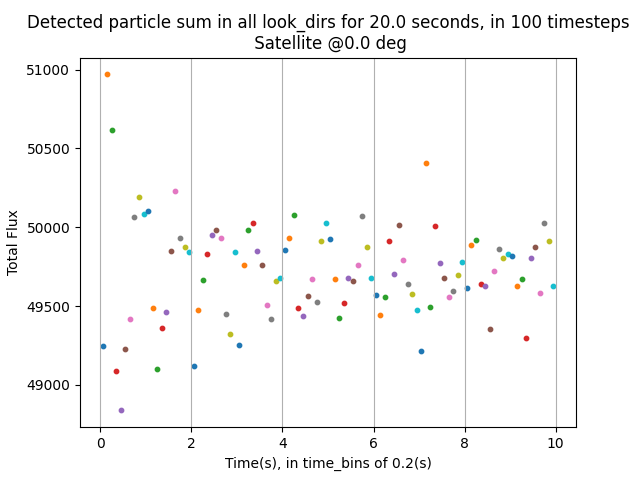 Detected particle sum in all look_dirs for 20.0 seconds, in 100 timesteps
Satellite @0.0 deg
51000
50500
50000
49500
49000
Total Flux
0 2 4 6 8 10
Time(s), in time_bins of 0.2(s)